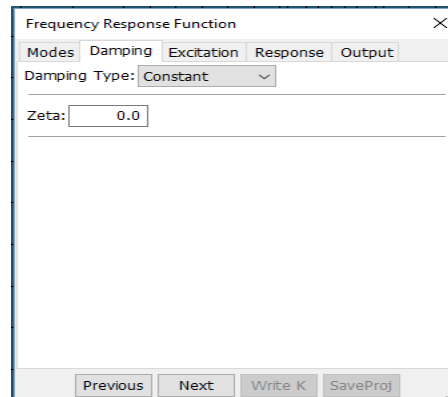 Frequency Response Function
Modes Damping Excitation Response Output
Damping Type: Constant
Zeta: 0.0
Previous Next Write K SaveProj